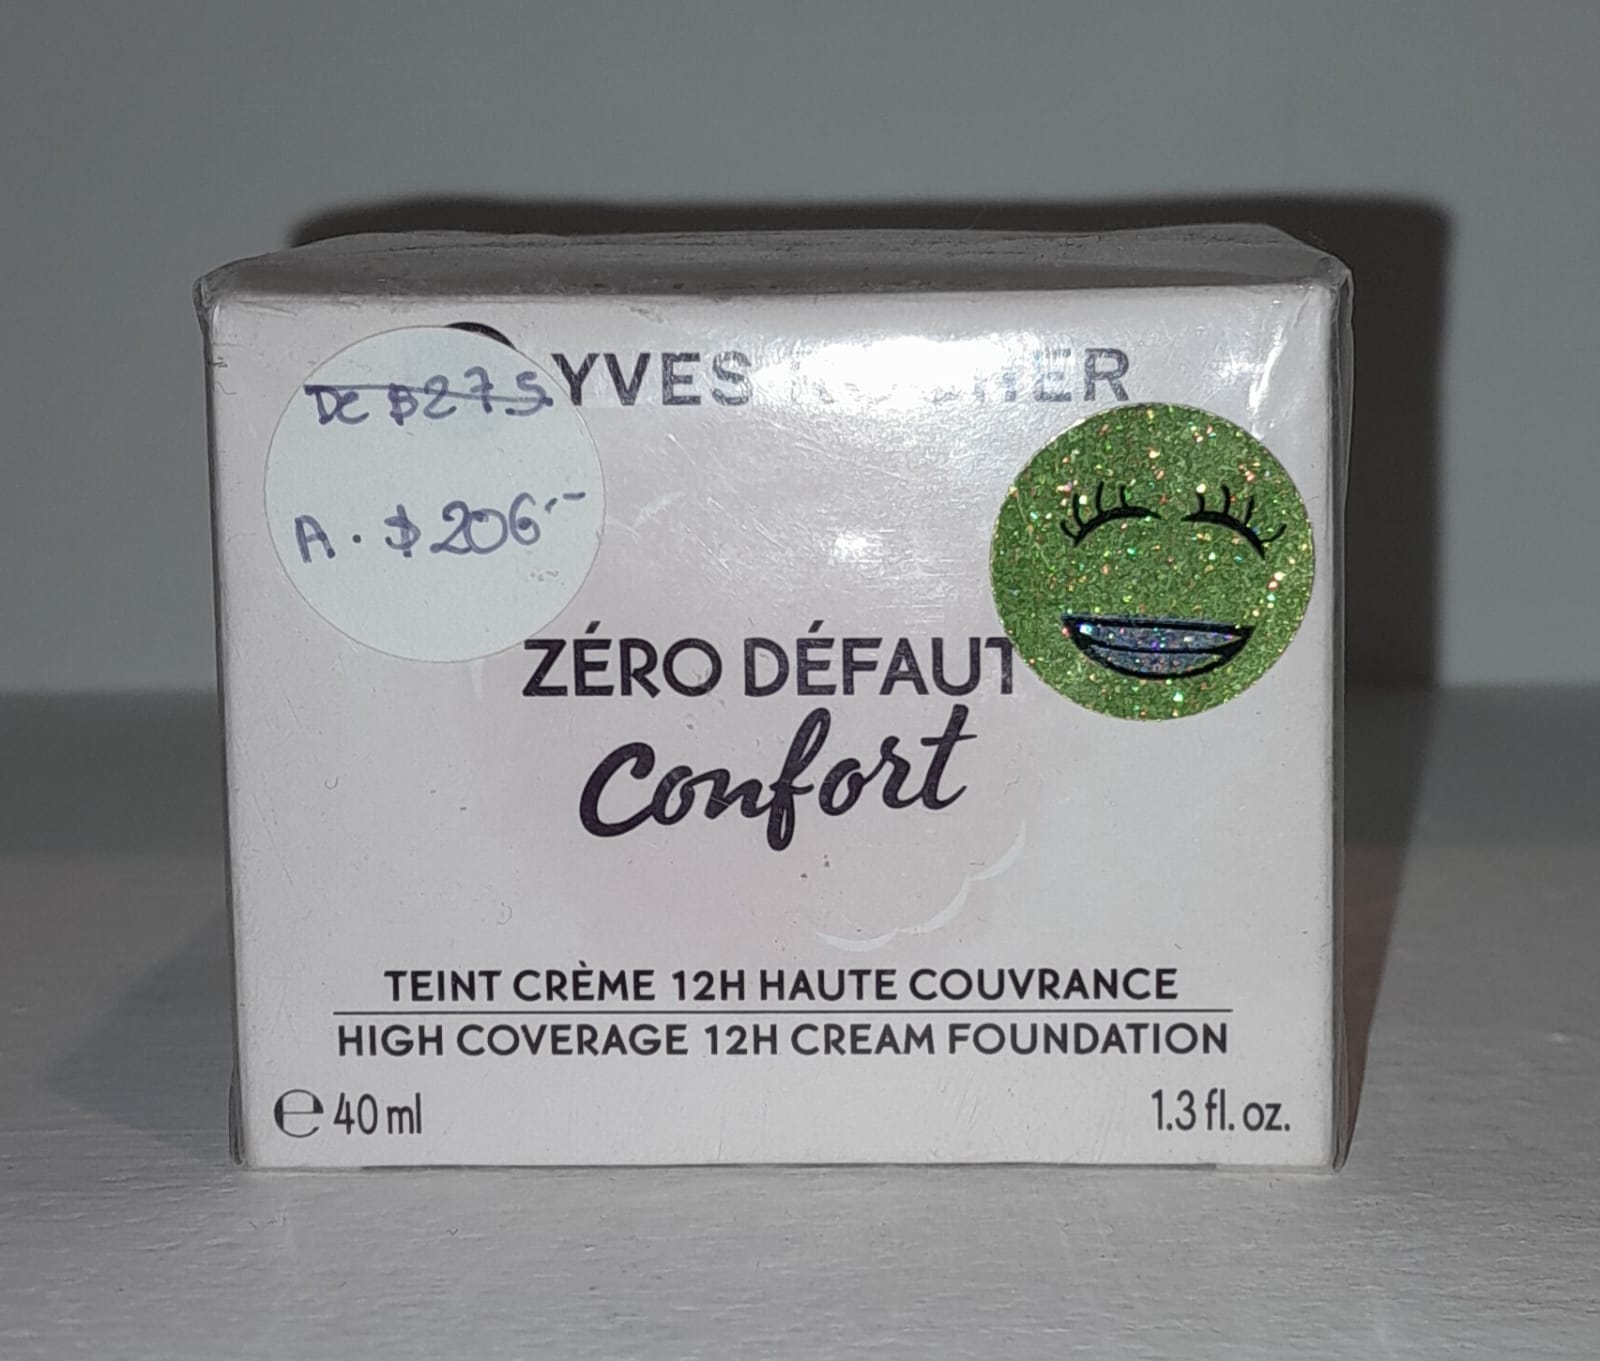 De $275
A. $206.-
YVES
ZÉRO DÉFAUT
Confort
TEINT CRÈME 12H HAUTE COUVRANCE
HIGH COVERAGE 12H CREAM FOUNDATION
e 40 ml
1.3 fl. oz.